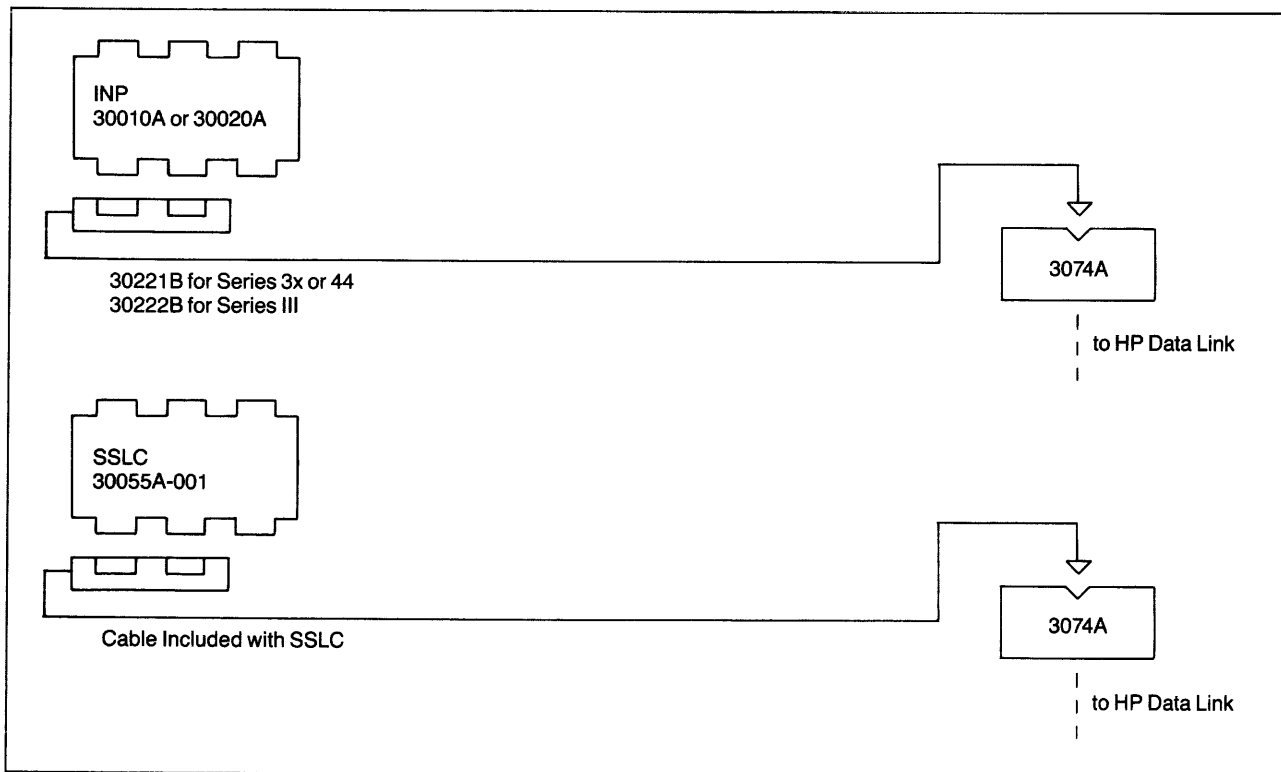 INP
30010A or 30020A
30221B for Series 3x or 44
30222B for Series III
3074A
to HP Data Link
SSLC
30055A-001
Cable Included with SSLC
3074A
to HP Data Link